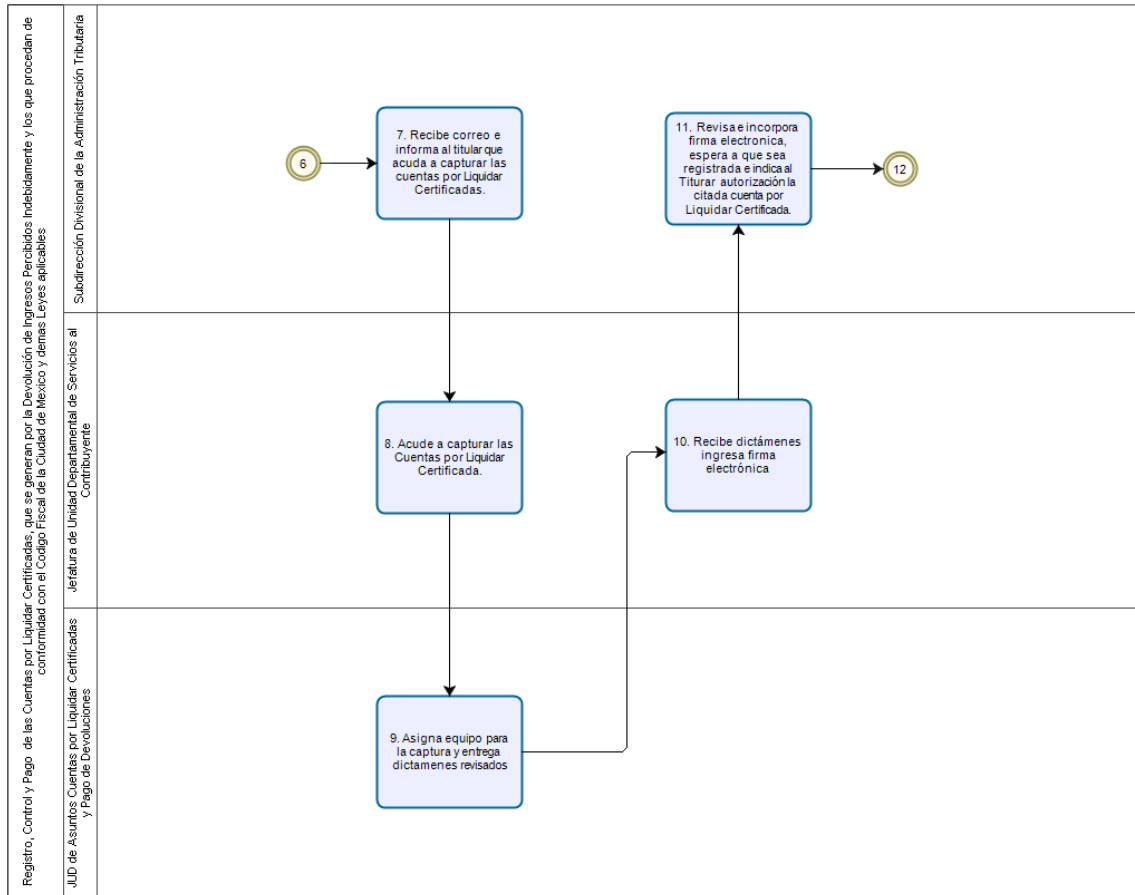 Registro, Control y Pago de las Cuentas por Liquidar Certificadas, que se generan por la Devolución de Ingresos Percibidos Indebidamente y los que procedan de
conformidad con el Codigo Fiscal de la Ciudad de Mexico y demas Leyes aplicables
Subdirección Divisional de la Administración Tributaria
6
7. Recibe correo e
informa al titular que
acuda a capturar las
cuentas por Liquidar
Certificadas.
11. Revisa e incorpora
firma electronica,
espera a que sea
registrada e indica al
Titurar autorización la
citada cuenta por
Liquidar Certificada.
12
Jefatura de Unidad Departamental de Servicios al
Contribuyente
8. Acude a capturar las
Cuentas por Liquidar
Certificada.
10. Recibe dictámenes
ingresa firma
electrónica
JUD de Asuntos Cuentas por Liquidar Certificadas
y Pago de Devoluciones
9. Asigna equipo para
la captura y entrega
dictamenes revisados